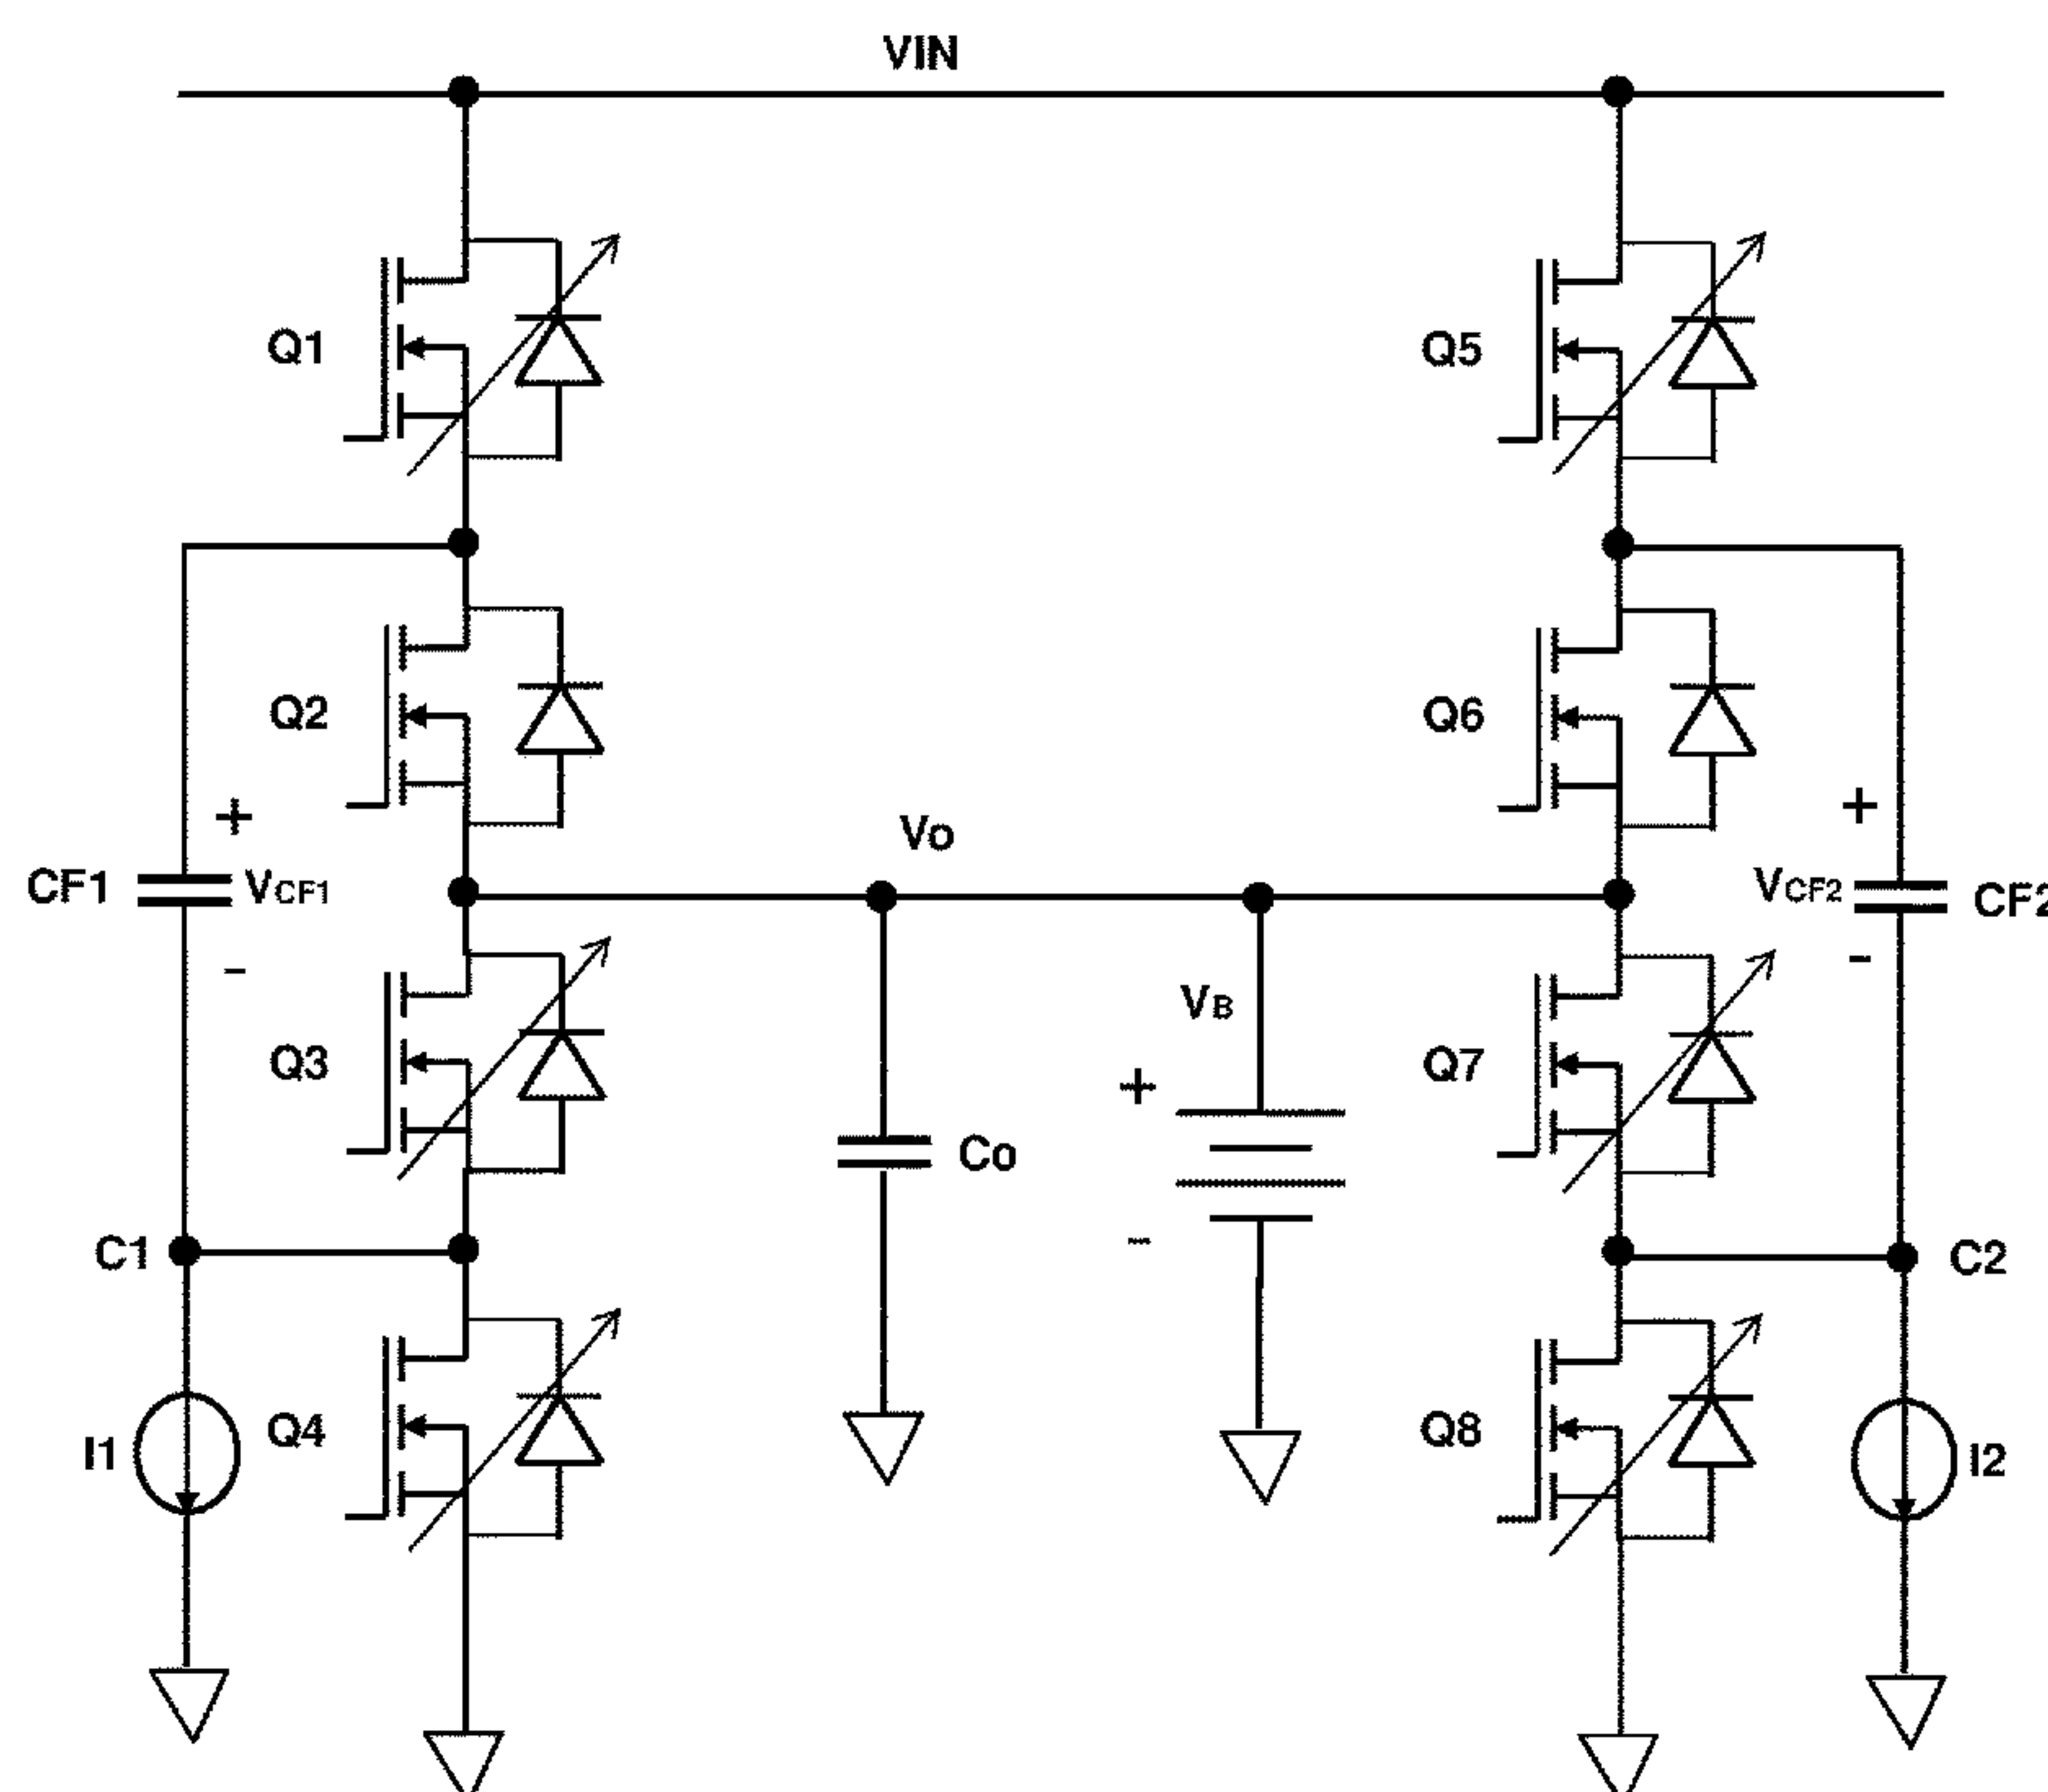 VIN
Q1
Q5
Q2
Q6
+
+
Vo
CF1
VCF1
VCF2
CF2
-
-
VB
Q3
Q7
+
Co
C1
C2
-
Q4
Q8
I1
I2